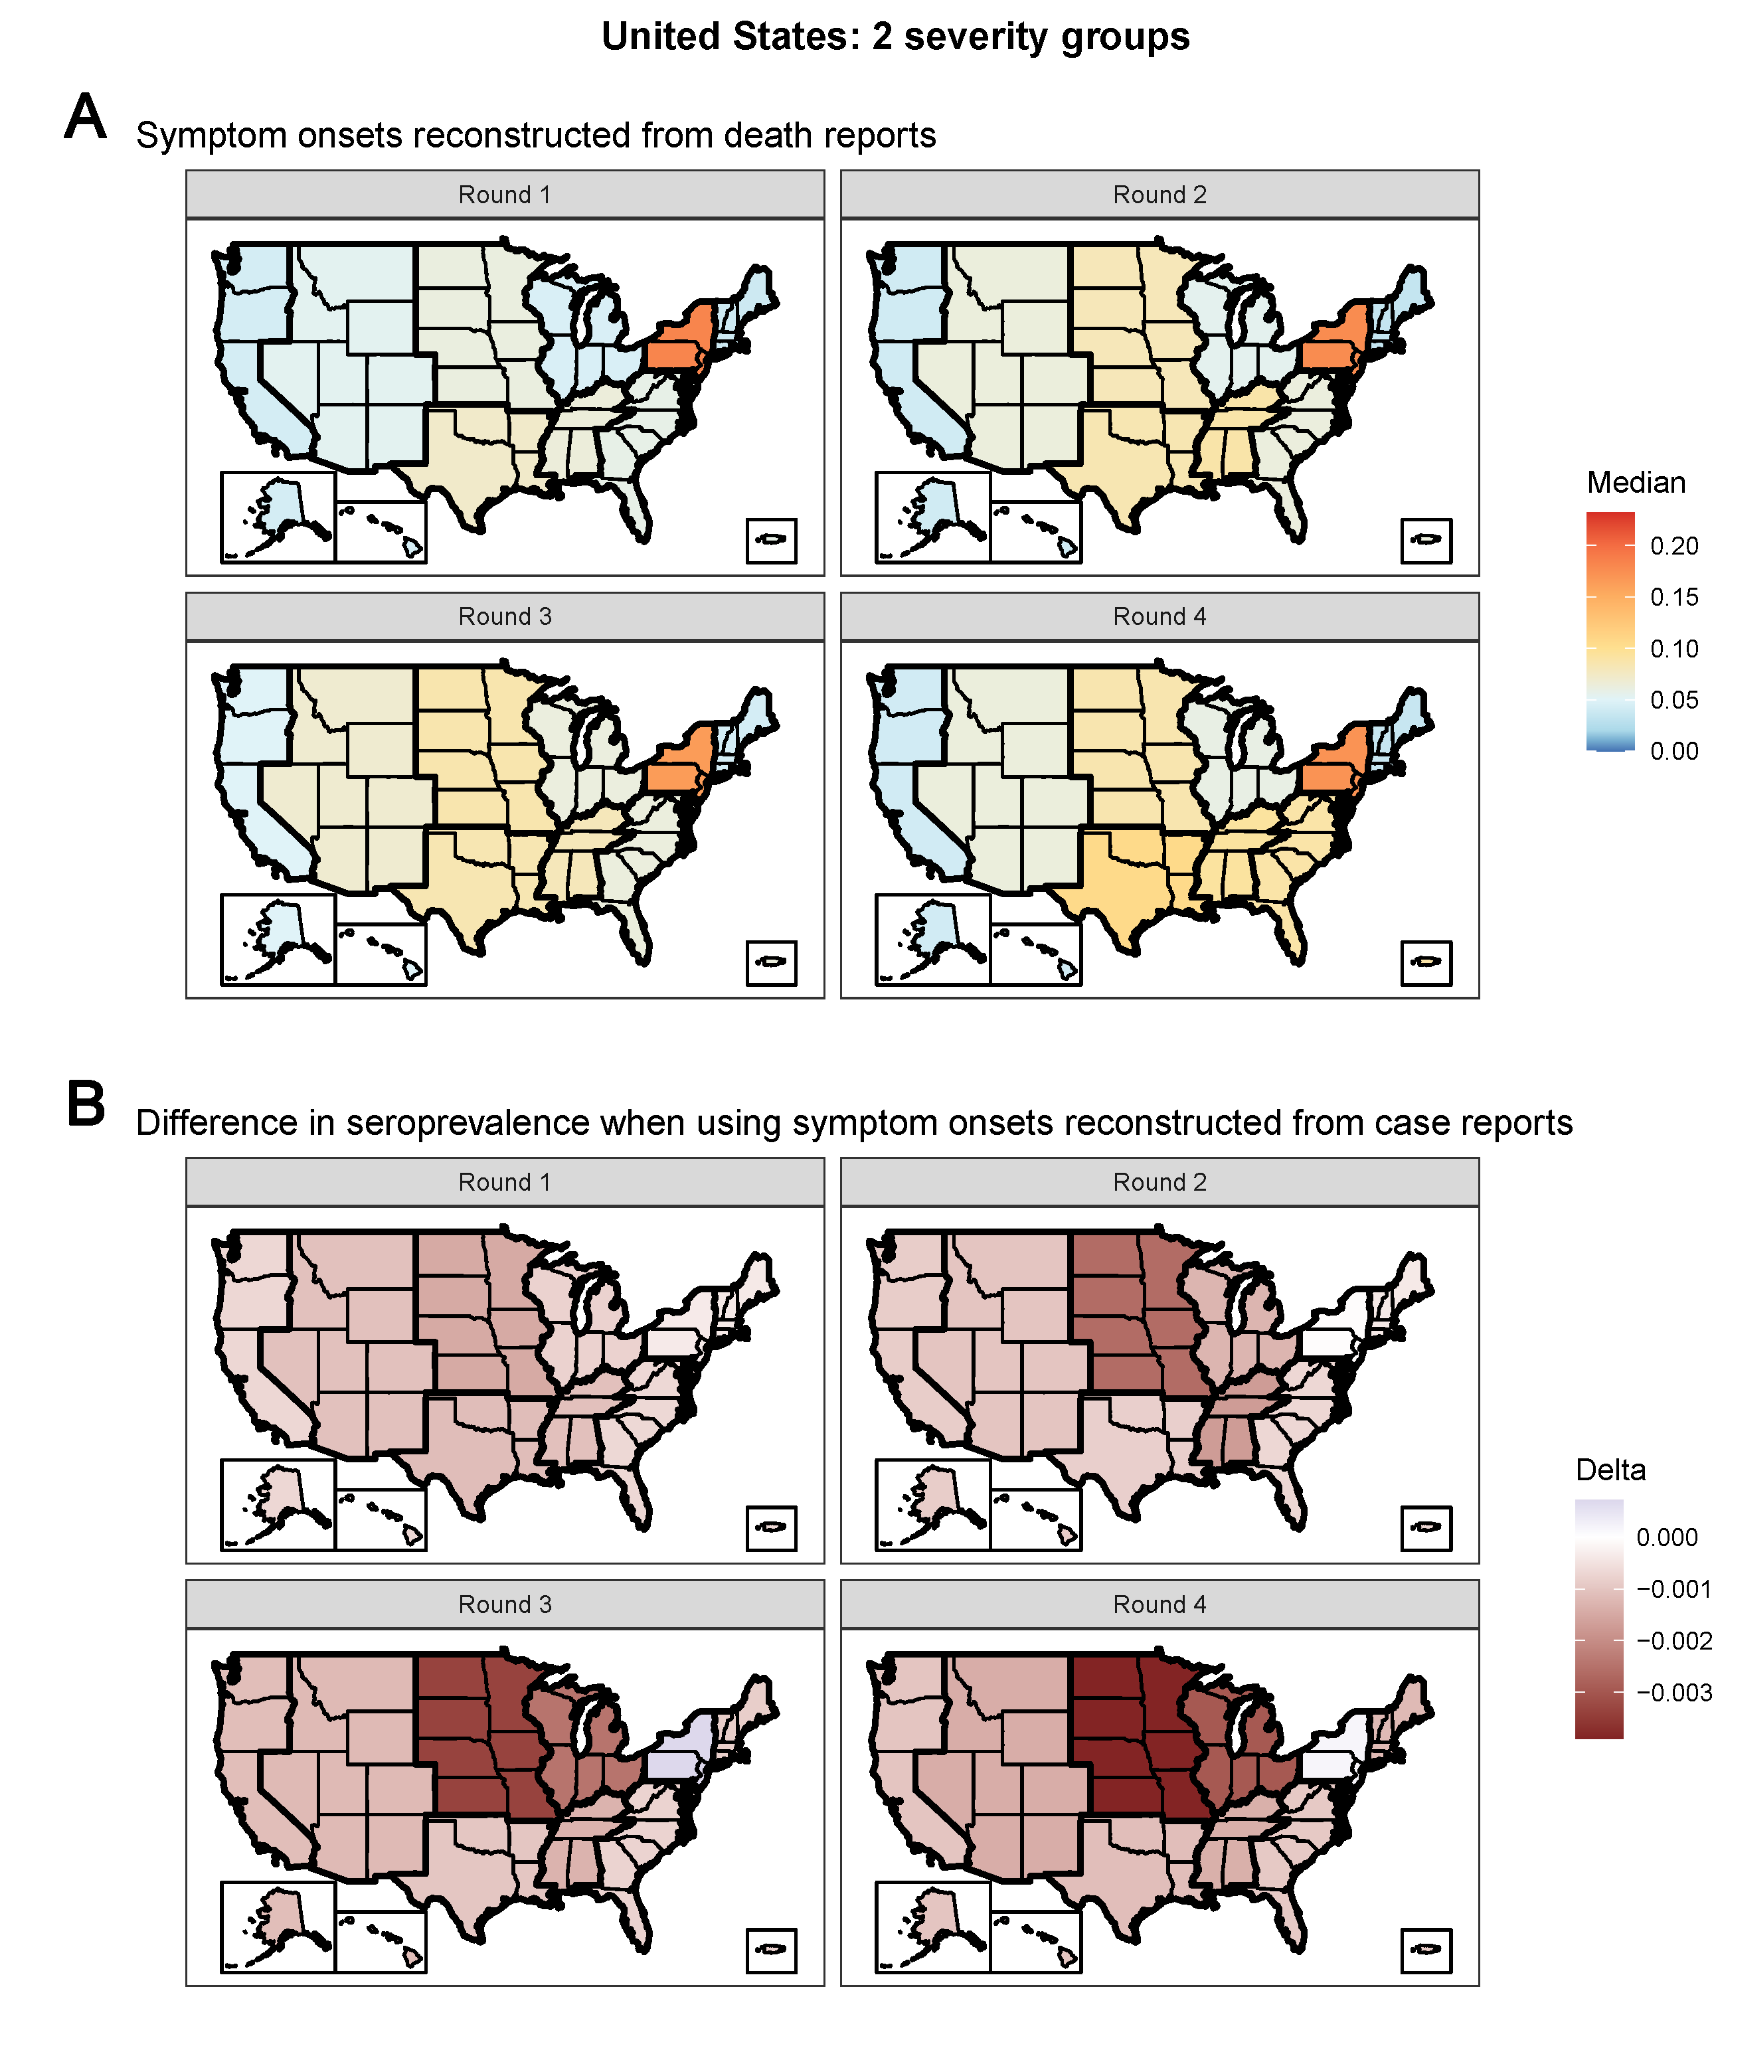 United States: 2 severity groups
A
Symptom onsets reconstructed from death reports
Round 1
Round 2
Round 3
Round 4
Median
0.20
0.15
0.10
0.05
0.00
B
Difference in seroprevalence when using symptom onsets reconstructed from case reports
Round 1
Round 2
Round 3
Round 4
Delta
0.000
−0.001
−0.002
−0.003